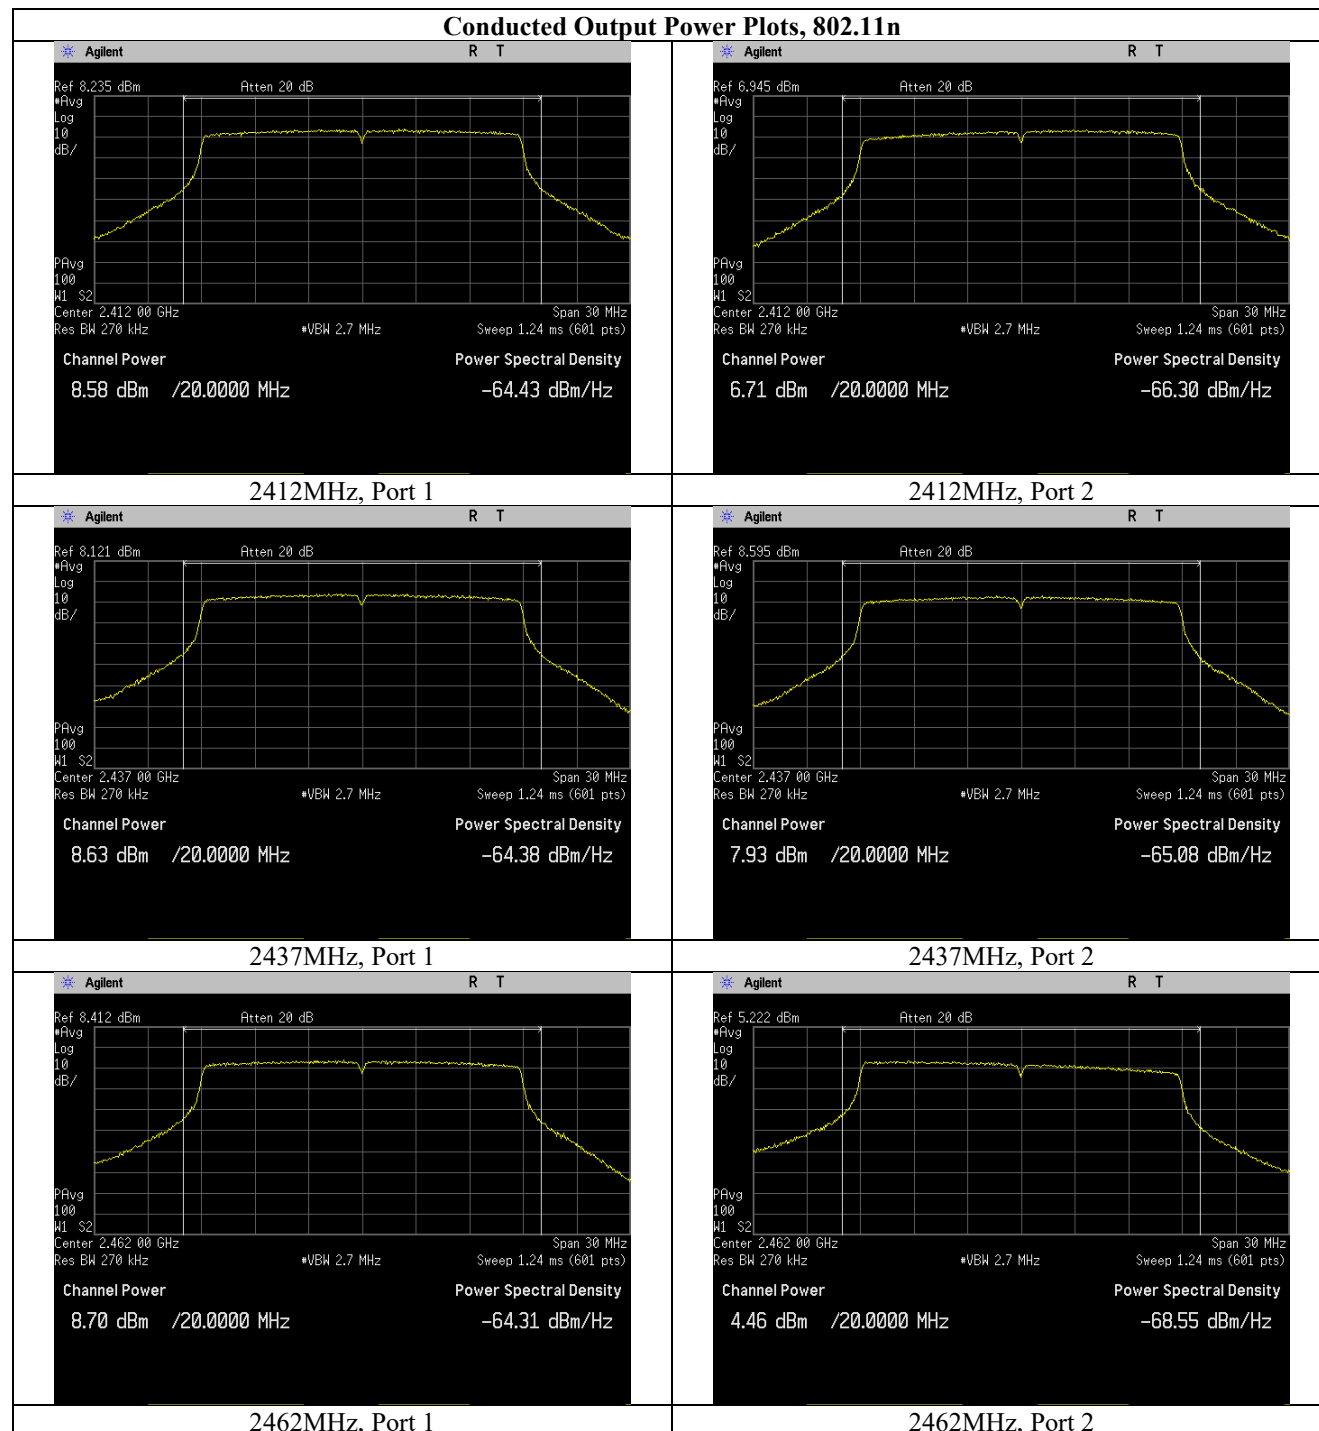 Conducted Output Power Plots, 802.11n
Agilent R T
Ref 8.235 dBm Atten 20 dB
#Avg
Log
10
dB/
PAvg
100
W1 S2
Center 2.412 00 GHz Span 30 MHz
Res BW 270 kHz #VBW 2.7 MHz Sweep 1.24 ms (601 pts)
Channel Power Power Spectral Density
8.58 dBm /20.0000 MHz -64.43 dBm/Hz
2412MHz, Port 1
Agilent R T
Ref 6.945 dBm Atten 20 dB
#Avg
Log
10
dB/
PAvg
100
W1 S2
Center 2.412 00 GHz Span 30 MHz
Res BW 270 kHz #VBW 2.7 MHz Sweep 1.24 ms (601 pts)
Channel Power Power Spectral Density
6.71 dBm /20.0000 MHz -66.30 dBm/Hz
2412MHz, Port 2
Agilent R T
Ref 8.121 dBm Atten 20 dB
#Avg
Log
10
dB/
PAvg
100
W1 S2
Center 2.437 00 GHz Span 30 MHz
Res BW 270 kHz #VBW 2.7 MHz Sweep 1.24 ms (601 pts)
Channel Power Power Spectral Density
8.63 dBm /20.0000 MHz -64.38 dBm/Hz
2437MHz, Port 1
Agilent R T
Ref 8.595 dBm Atten 20 dB
#Avg
Log
10
dB/
PAvg
100
W1 S2
Center 2.437 00 GHz Span 30 MHz
Res BW 270 kHz #VBW 2.7 MHz Sweep 1.24 ms (601 pts)
Channel Power Power Spectral Density
7.93 dBm /20.0000 MHz -65.08 dBm/Hz
2437MHz, Port 2
Agilent R T
Ref 8.412 dBm Atten 20 dB
#Avg
Log
10
dB/
PAvg
100
W1 S2
Center 2.462 00 GHz Span 30 MHz
Res BW 270 kHz #VBW 2.7 MHz Sweep 1.24 ms (601 pts)
Channel Power Power Spectral Density
8.70 dBm /20.0000 MHz -64.31 dBm/Hz
2462MHz, Port 1
Agilent R T
Ref 5.222 dBm Atten 20 dB
#Avg
Log
10
dB/
PAvg
100
W1 S2
Center 2.462 00 GHz Span 30 MHz
Res BW 270 kHz #VBW 2.7 MHz Sweep 1.24 ms (601 pts)
Channel Power Power Spectral Density
4.46 dBm /20.0000 MHz -68.55 dBm/Hz
2462MHz, Port 2